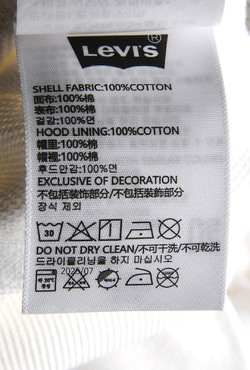 LEVI'S®
SHELL FABRIC:100%COTTON
面布:100%棉
表布:100%棉
겉감:100%면
HOOD LINING:100%COTTON
帽里:100%棉
帽裡:100%棉
후드안감:100%면
EXCLUSIVE OF DECORATION
不包括装饰部分/不包括裝飾部分
장식 제외
30
DO NOT DRY CLEAN/不可干洗/不可乾洗
드라이클리닝을 하지 마십시오